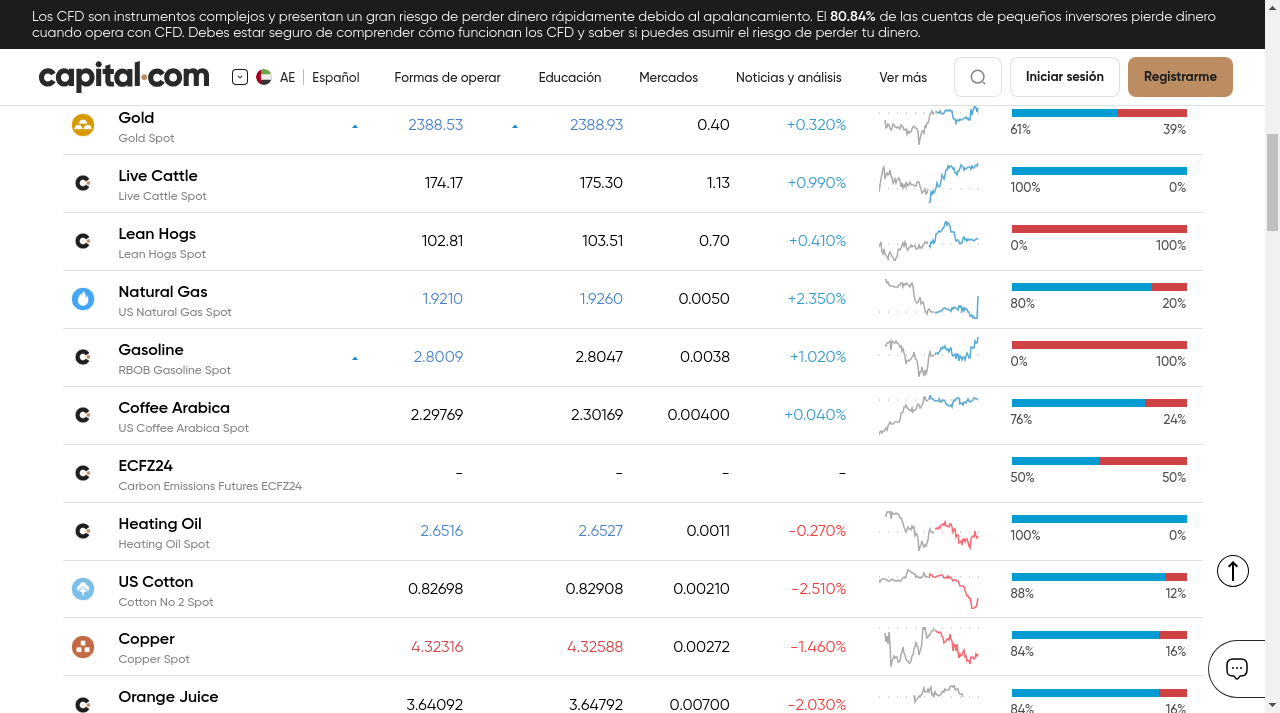 Los CFD son instrumentos complejos y presentan un gran riesgo de perder dinero rápidamente debido al apalancamiento. El 80.84% de las cuentas de pequeños inversores pierde dinero
cuando opera con CFD. Debes estar seguro de comprender cómo funcionan los CFD y saber si puedes asumir el riesgo de perder tu dinero.
capital.com AE Español Formas de operar Educación Mercados Noticias y análisis Ver más Iniciar sesión Registrarme
Gold 2388.53 2388.93 0.40 +0.320%
Gold Spot 61% 39%
Live Cattle 174.17 175.30 1.13 +0.990%
Live Cattle Spot 100% 0%
Lean Hogs 102.81 103.51 0.70 +0.410%
Lean Hogs Spot 0% 100%
Natural Gas 1.9210 1.9260 0.0050 +2.350%
US Natural Gas Spot 80% 20%
Gasoline 2.8009 2.8047 0.0038 +1.020%
RBOB Gasoline Spot 0% 100%
Coffee Arabica 2.29769 2.30169 0.00400 +0.040%
US Coffee Arabica Spot 76% 24%
ECFZ24 - - - -
Carbon Emissions Futures ECFZ24 50% 50%
Heating Oil 2.6516 2.6527 0.0011 -0.270%
Heating Oil Spot 100% 0%
US Cotton 0.82698 0.82908 0.00210 -2.510%
Cotton No 2 Spot 88% 12%
Copper 4.32316 4.32588 0.00272 -1.460%
Copper Spot 84% 16%
Orange Juice 3.64092 3.64792 0.00700 -2.030%
84% 16%